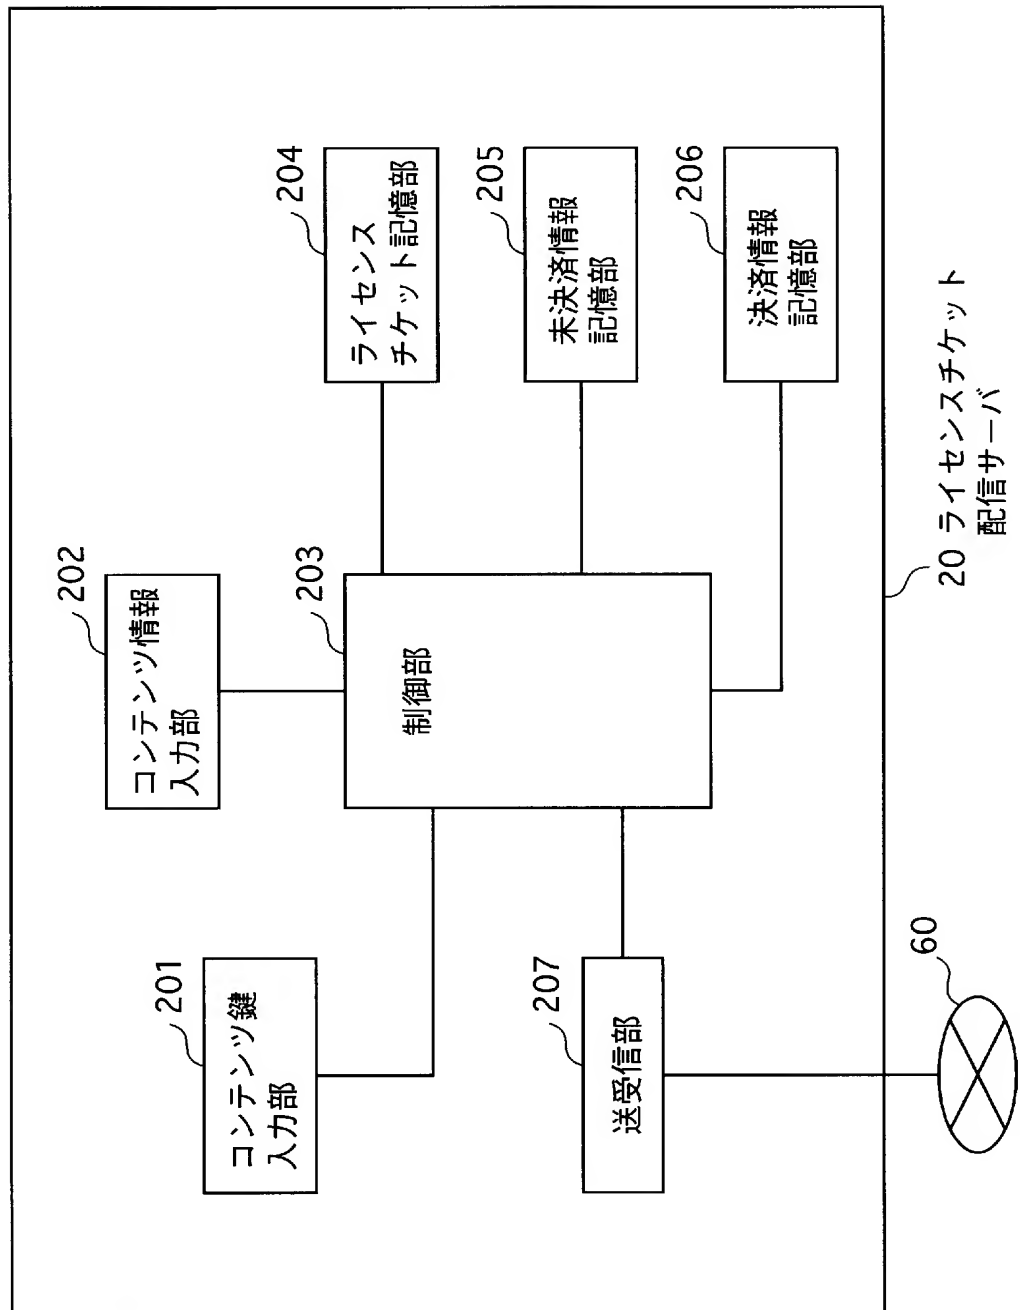 201
コンテンツ鍵
入力部
202
コンテンツ情報
入力部
203
制御部
204
ライセンス
チケット記憶部
205
未決済情報
記憶部
206
決済情報
記憶部
207
送受信部
60
20 ライセンスチケット
配信サーバ